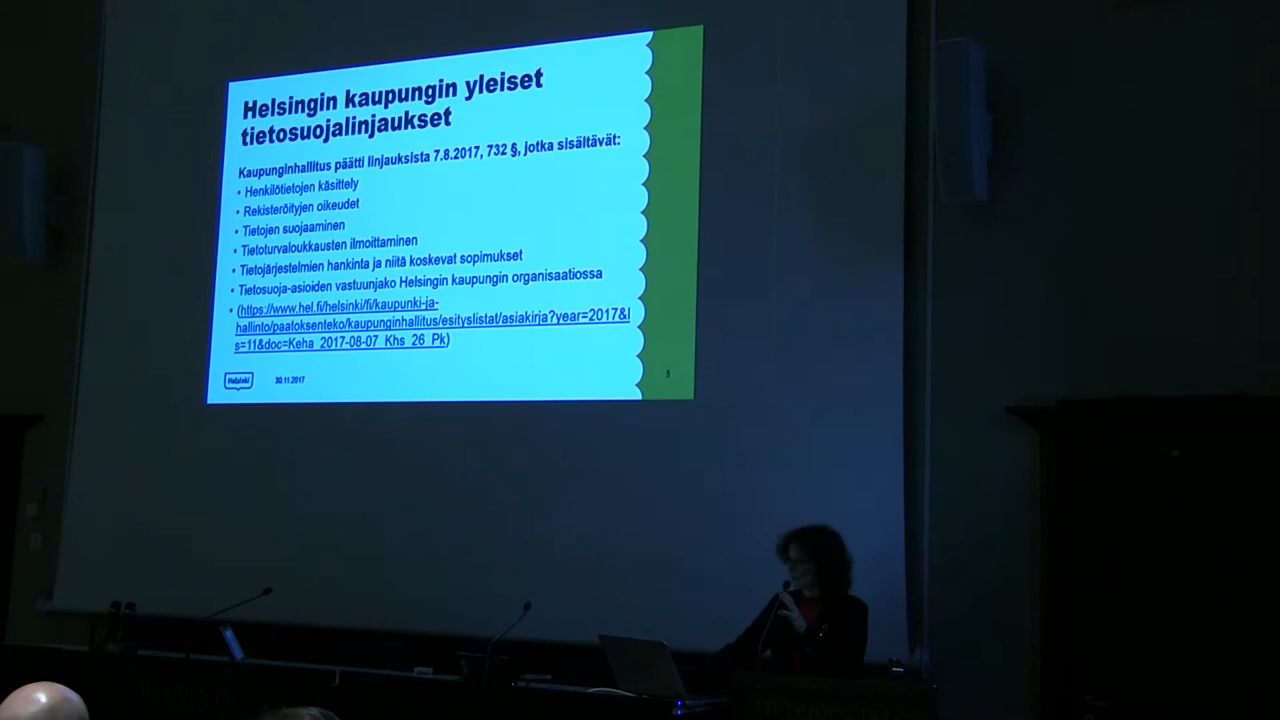 Helsingin kaupungin yleiset
tietosuojalinjaukset
Kaupunginhallitus päätti linjauksista 7.8.2017, 732 §, jotka sisältävät:
• Henkilötietojen käsittely
• Rekisteröityjen oikeudet
• Tietojen suojaaminen
• Tietoturvaloukkausten ilmoittaminen
• Tietojärjestelmien hankinta ja niitä koskevat sopimukset
• Tietosuoja-asioiden vastuunjako Helsingin kaupungin organisaatiossa
• (https://www.hel.fi/helsinki/fi/kaupunki-ja-
hallinto/paatoksenteko/kaupunginhallitus/esityslistat/asiakirja?year=2017&l
s=11&doc=Keha_2017-08-07_Khs_26_Pk)
Helsinki 30.11.2017 5